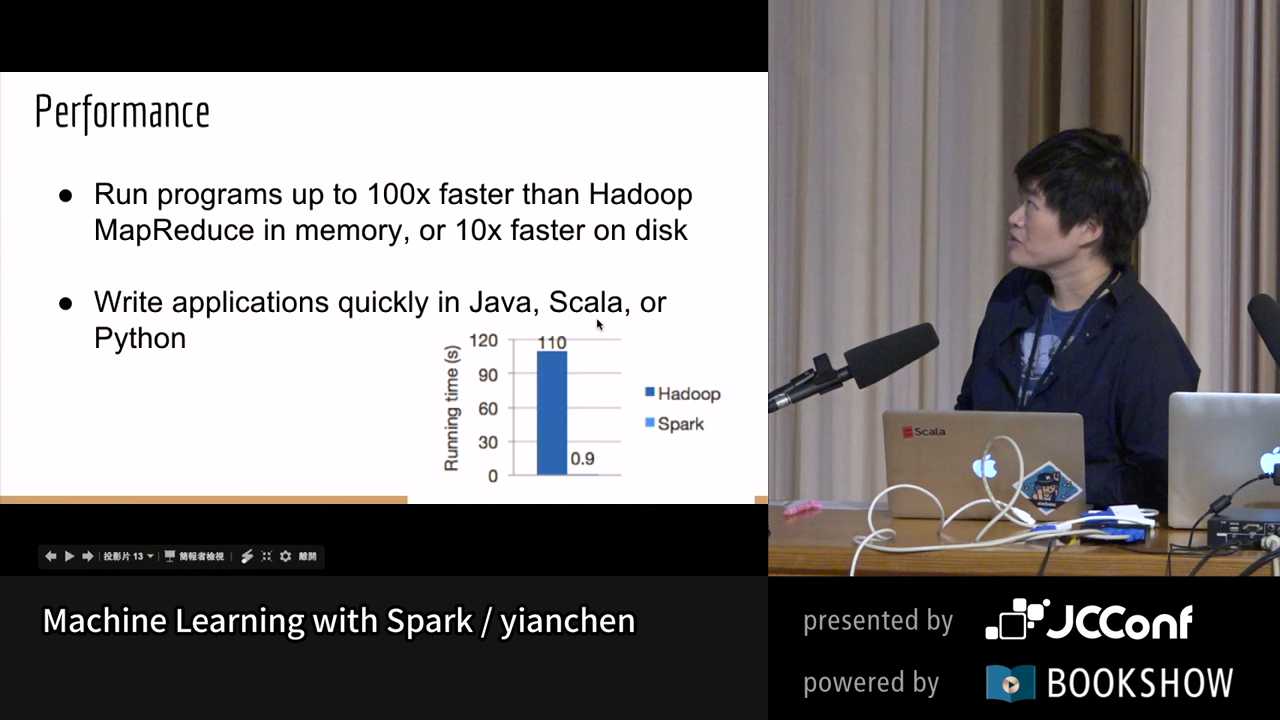 Performance
● Run programs up to 100x faster than Hadoop
MapReduce in memory, or 10x faster on disk
● Write applications quickly in Java, Scala, or
Python
Running time (s)
120
90
60
30
0
110
0.9
Hadoop
Spark
投影片 13
簡報者檢視
離開
Scala
Machine Learning with Spark / yianchen
presented by JCConf
powered by BOOKSHOW